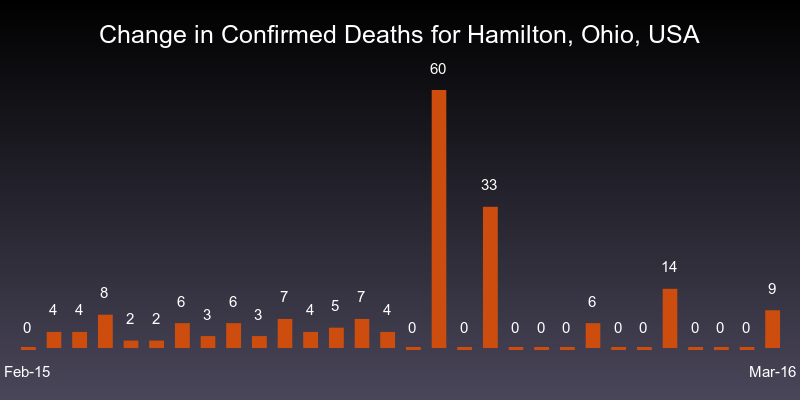 Change in Confirmed Deaths for Hamilton, Ohio, USA
0 4 4 8 2 2 6 3 6 3 7 4 5 7 4 0 60 0 33 0 0 0 6 0 0 14 0 0 0 9
Feb-15 Mar-16